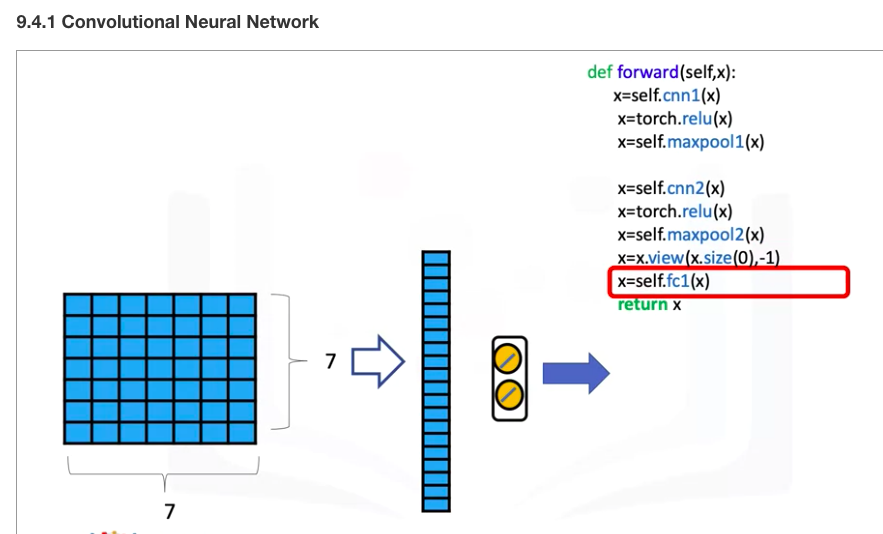 9.4.1 Convolutional Neural Network
def forward(self,x):
x=self.cnn1(x)
x=torch.relu(x)
x=self.maxpool1(x)
x=self.cnn2(x)
x=torch.relu(x)
x=self.maxpool2(x)
x=x.view(x.size(0),-1)
x=self.fc1(x)
return x
7
7